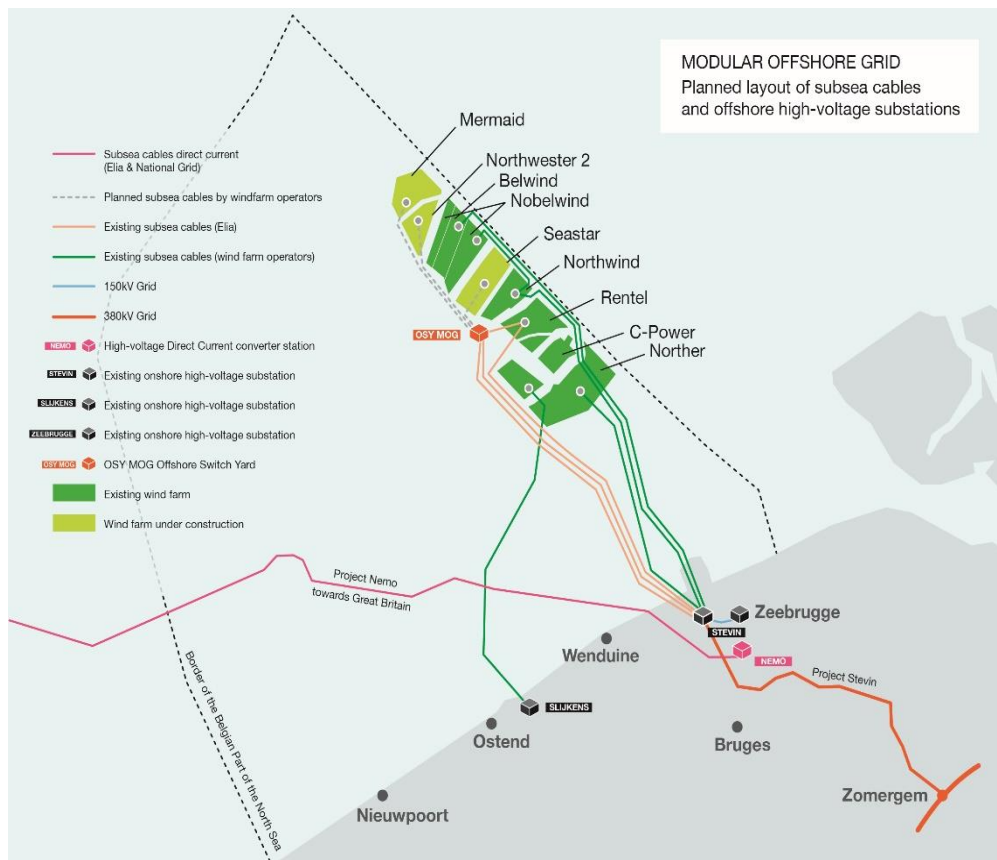 MODULAR OFFSHORE GRID
Planned layout of subsea cables
and offshore high-voltage substations
Mermaid
Northwester 2
Belwind
Nobelwind
Seastar
Northwind
Rentel
C-Power
Norther
Subsea cables direct current
(Elia & National Grid)
Planned subsea cables by windfarm operators
Existing subsea cables (Elia)
Existing subsea cables (wind farm operators)
150kV Grid
380kV Grid
NEMO High-voltage Direct Current converter station
STEVIN Existing onshore high-voltage substation
SLIJKENS Existing onshore high-voltage substation
ZEEBRUGGE Existing onshore high-voltage substation
OSY MOG OSY MOG Offshore Switch Yard
Existing wind farm
Wind farm under construction
OSY MOG
Project Nemo
towards Great Britain
Border of the Belgian Part of the North Sea
Zeebrugge
STEVIN
Wenduine
NEMO
Project Stevin
SLIJKENS
Ostend
Bruges
Zomergem
Nieuwpoort